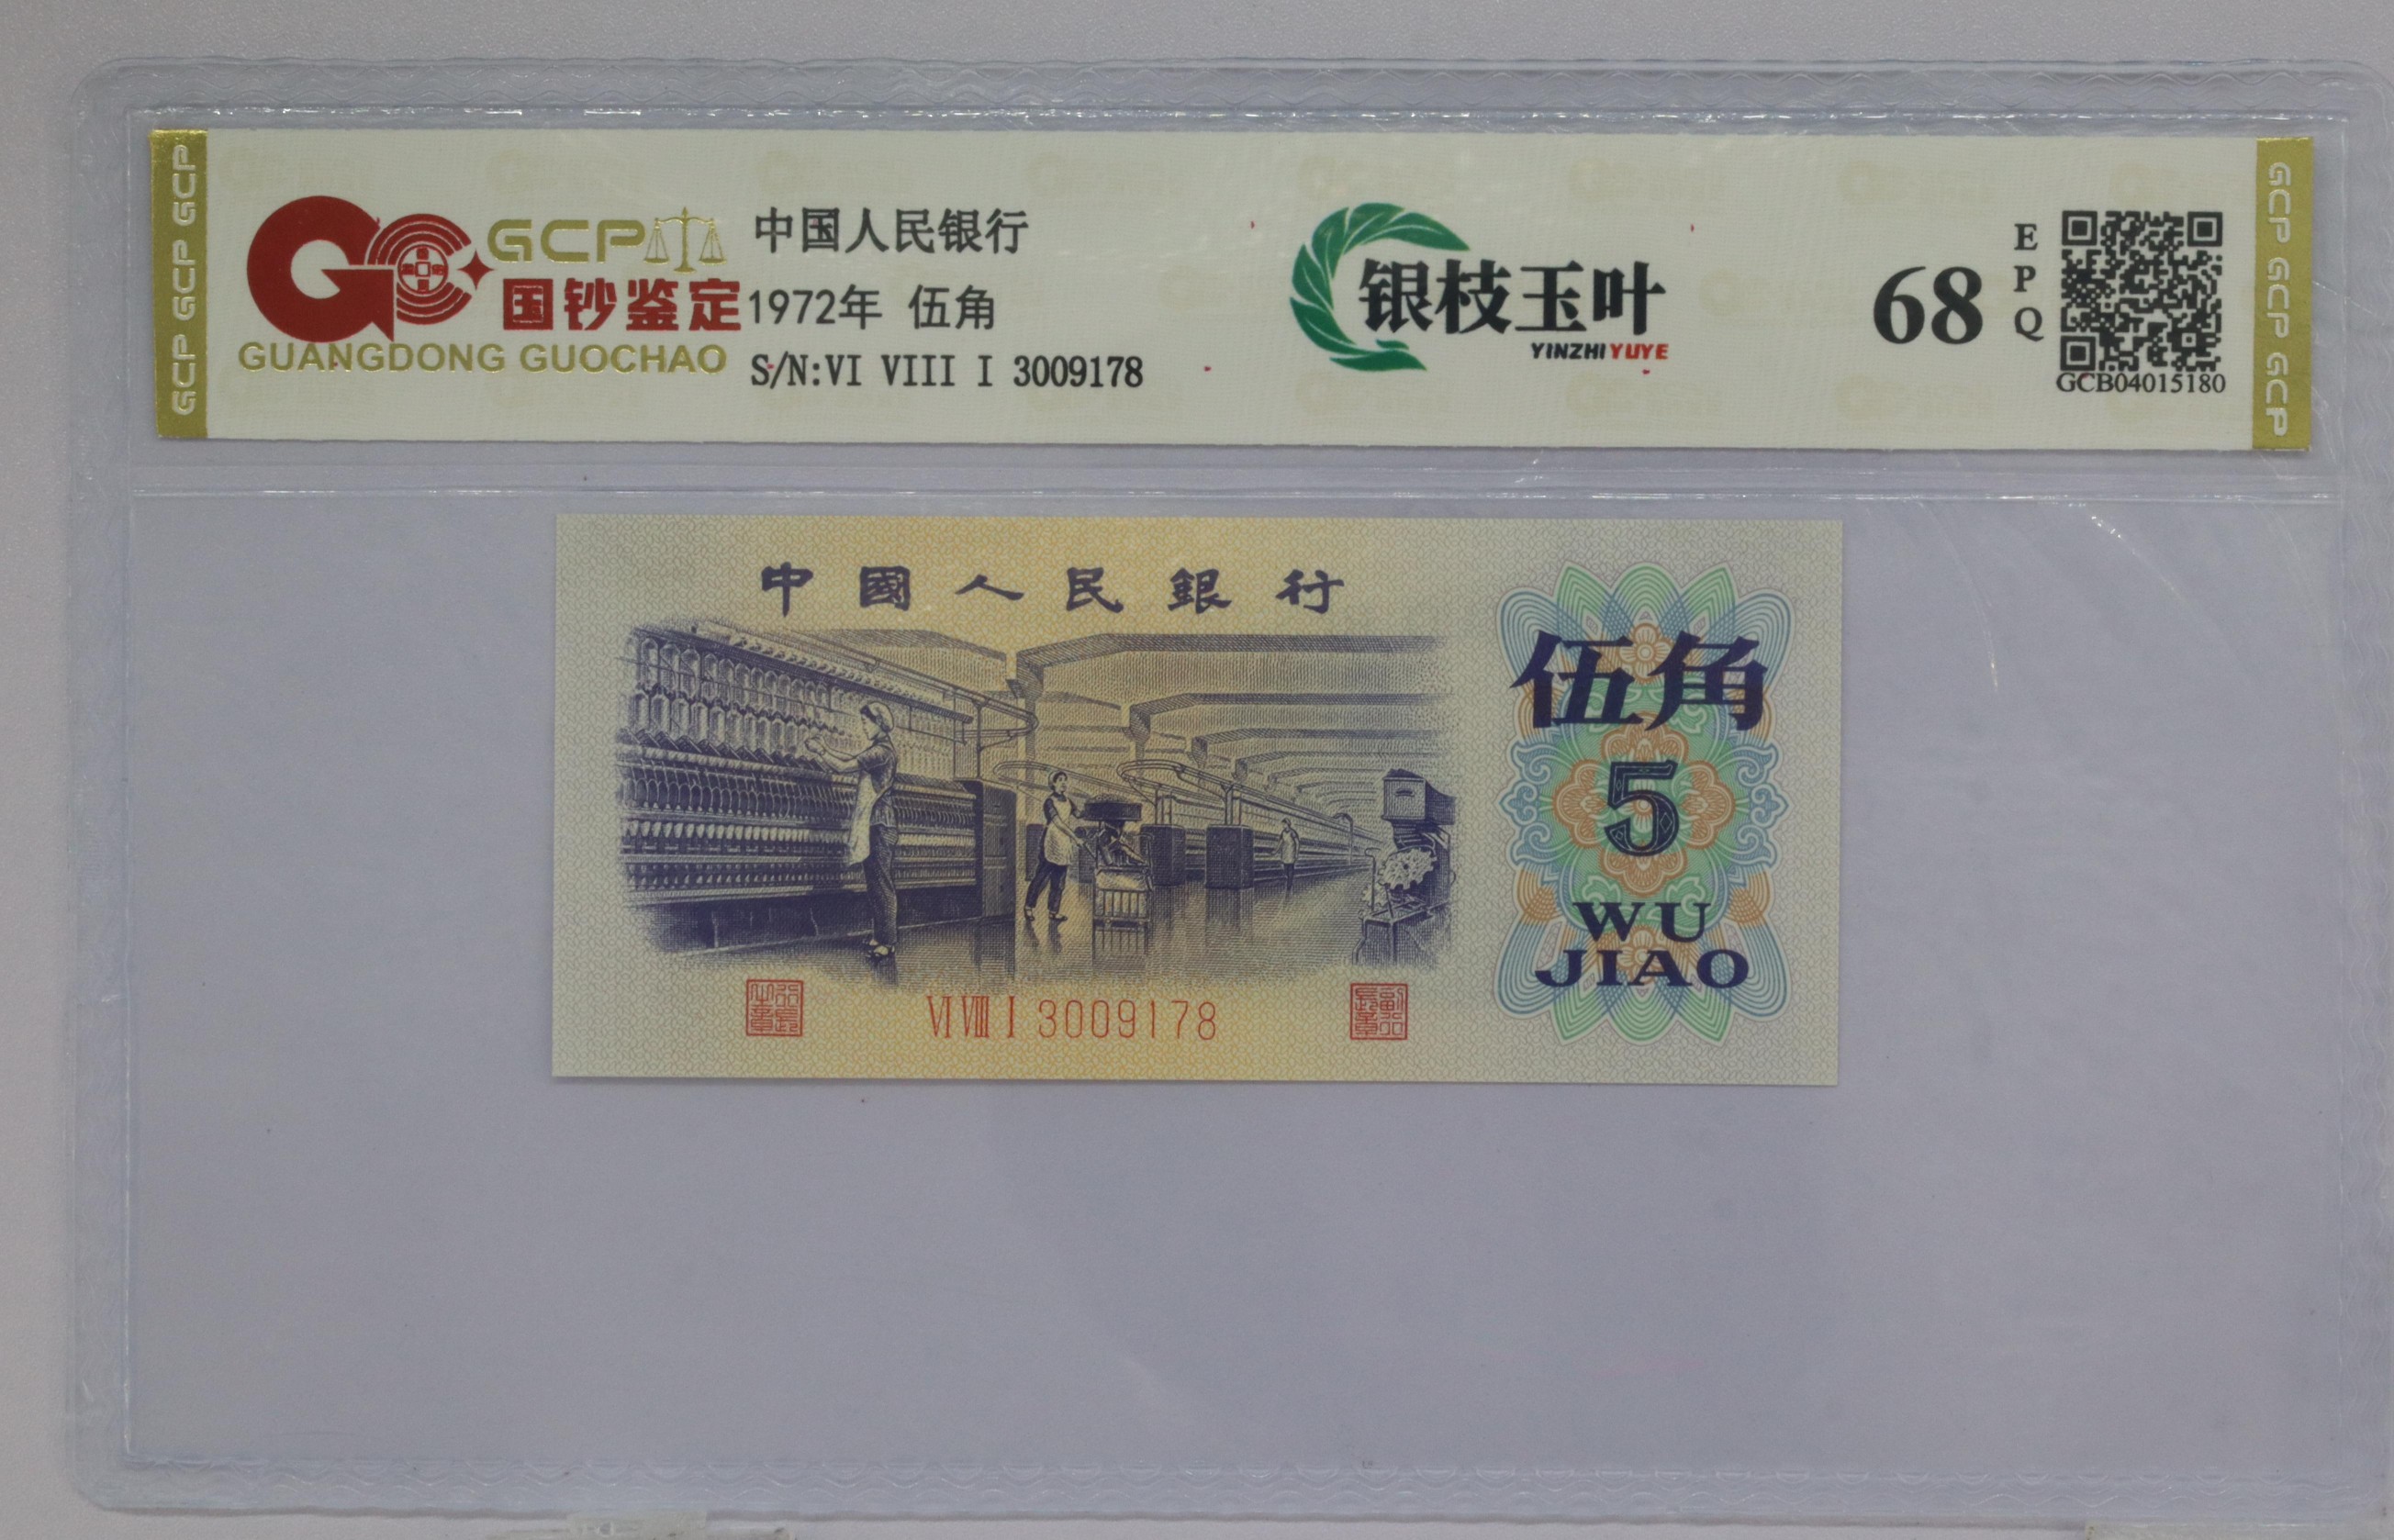 GCP GCP GCP
GCP
国钞鉴定
GUANGDONG GUOCHAO
中国人民银行
1972年 伍角
S/N:VI VIII I 3009178
银枝玉叶
YINZHIYUYE
68
EPQ
GCB04015180
GCP GCP GCP
中國人民銀行
伍角
5
WU
JIAO
VI VIII I 3009178